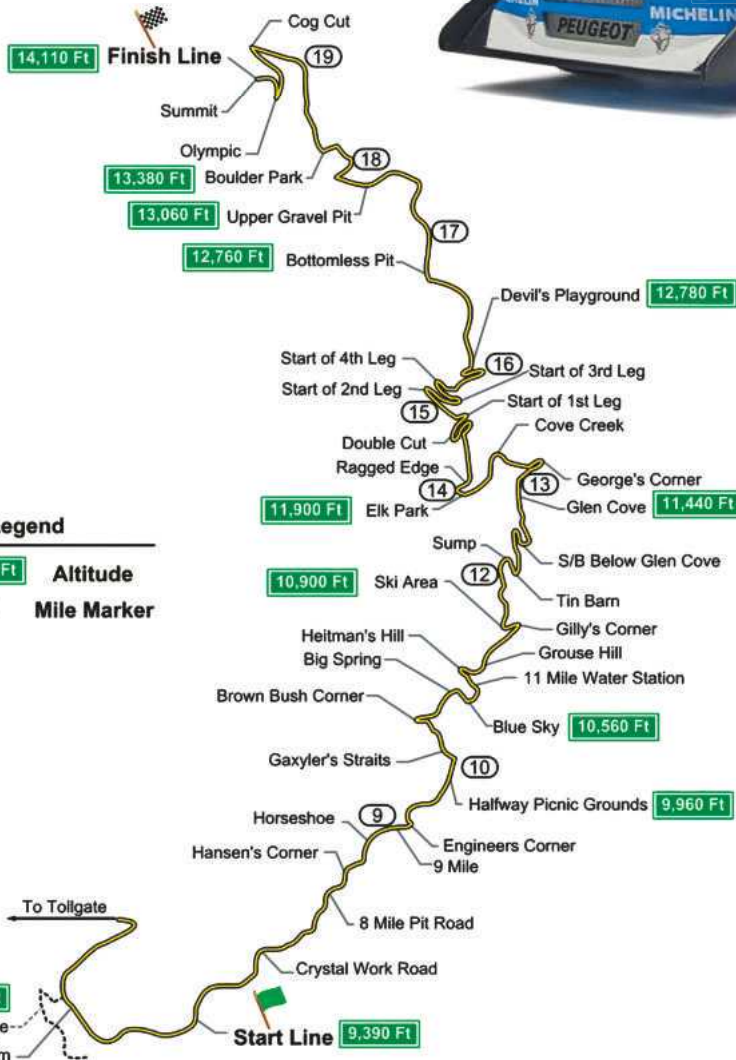 Cog Cut
MICHELIN
PEUGEOT
14,110 Ft Finish Line
19
Summit
Olympic
18
13,380 Ft Boulder Park
13,060 Ft Upper Gravel Pit
17
12,760 Ft Bottomless Pit
Devil's Playground 12,780 Ft
Start of 4th Leg
16
Start of 3rd Leg
Start of 2nd Leg
15
Start of 1st Leg
Cove Creek
Double Cut
Ragged Edge
George's Corner
14
13
11,900 Ft Elk Park
Glen Cove 11,440 Ft
Legend
Ft Altitude
Mile Marker
Sump
S/B Below Glen Cove
12
10,900 Ft Ski Area
Tin Barn
Gilly's Corner
Heitman's Hill
Grouse Hill
Big Spring
11 Mile Water Station
Brown Bush Corner
Blue Sky 10,560 Ft
Gaxyler's Straits
10
Halfway Picnic Grounds 9,960 Ft
Horseshoe
9
Engineers Corner
Hansen's Corner
9 Mile
To Tollgate
8 Mile Pit Road
Crystal Work Road
Start Line 9,390 Ft